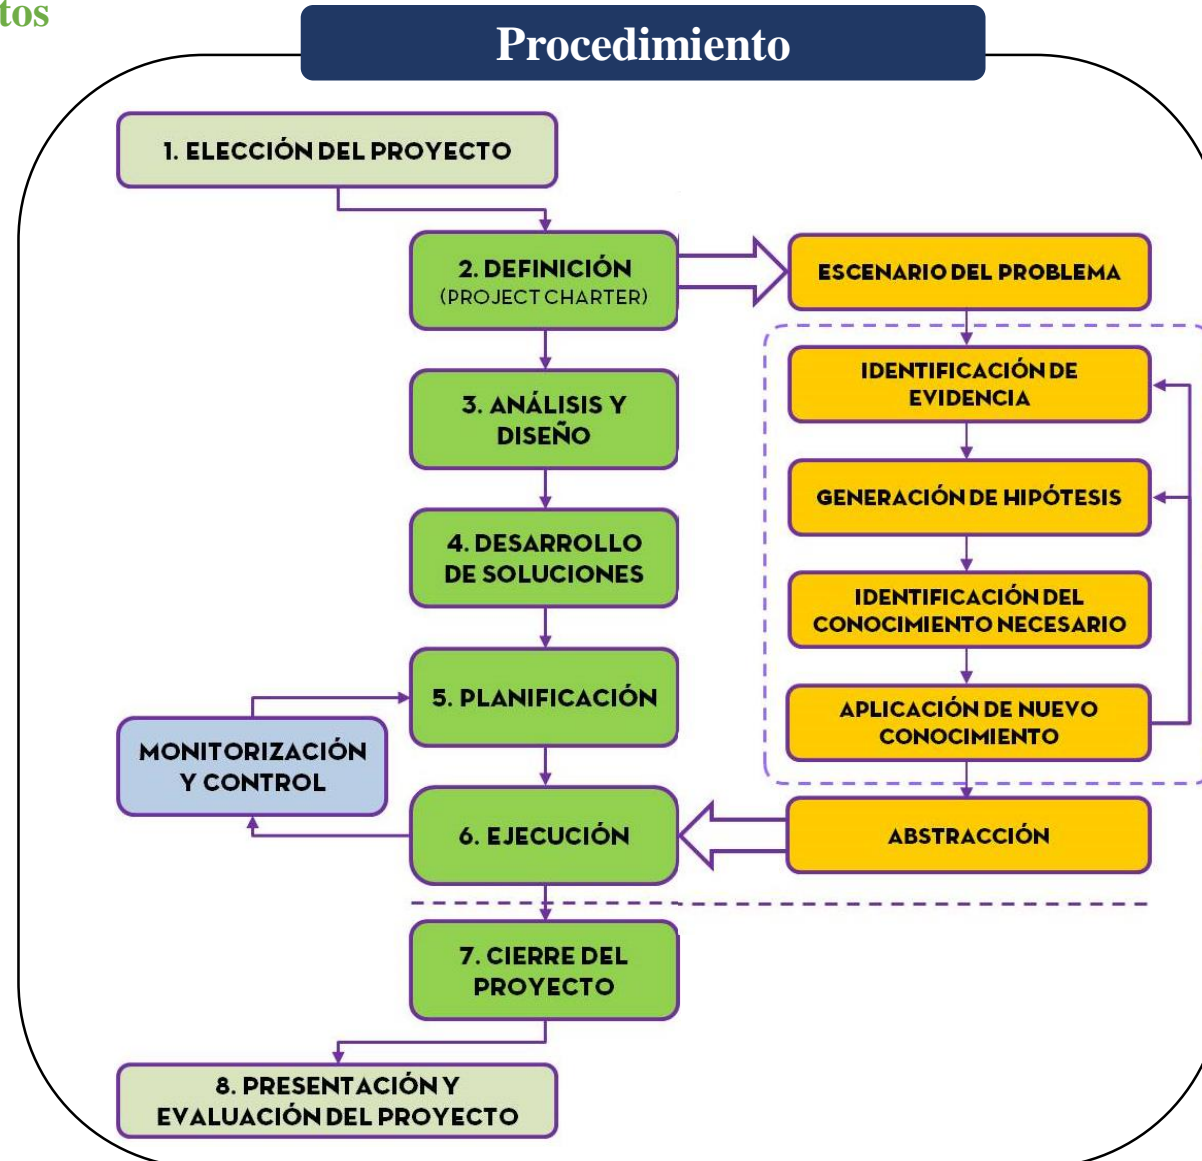 tos
Procedimiento
1. ELECCIÓN DEL PROYECTO
2. DEFINICIÓN
(PROJECT CHARTER)
ESCENARIO DEL PROBLEMA
IDENTIFICACIÓN DE
EVIDENCIA
3. ANÁLISIS Y
DISEÑO
GENERACIÓN DE HIPÓTESIS
4. DESARROLLO
DE SOLUCIONES
IDENTIFICACIÓN DEL
CONOCIMIENTO NECESARIO
5. PLANIFICACIÓN
APLICACIÓN DE NUEVO
CONOCIMIENTO
MONITORIZACIÓN
Y CONTROL
6. EJECUCIÓN
ABSTRACCIÓN
7. CIERRE DEL
PROYECTO
8. PRESENTACIÓN Y
EVALUACIÓN DEL PROYECTO